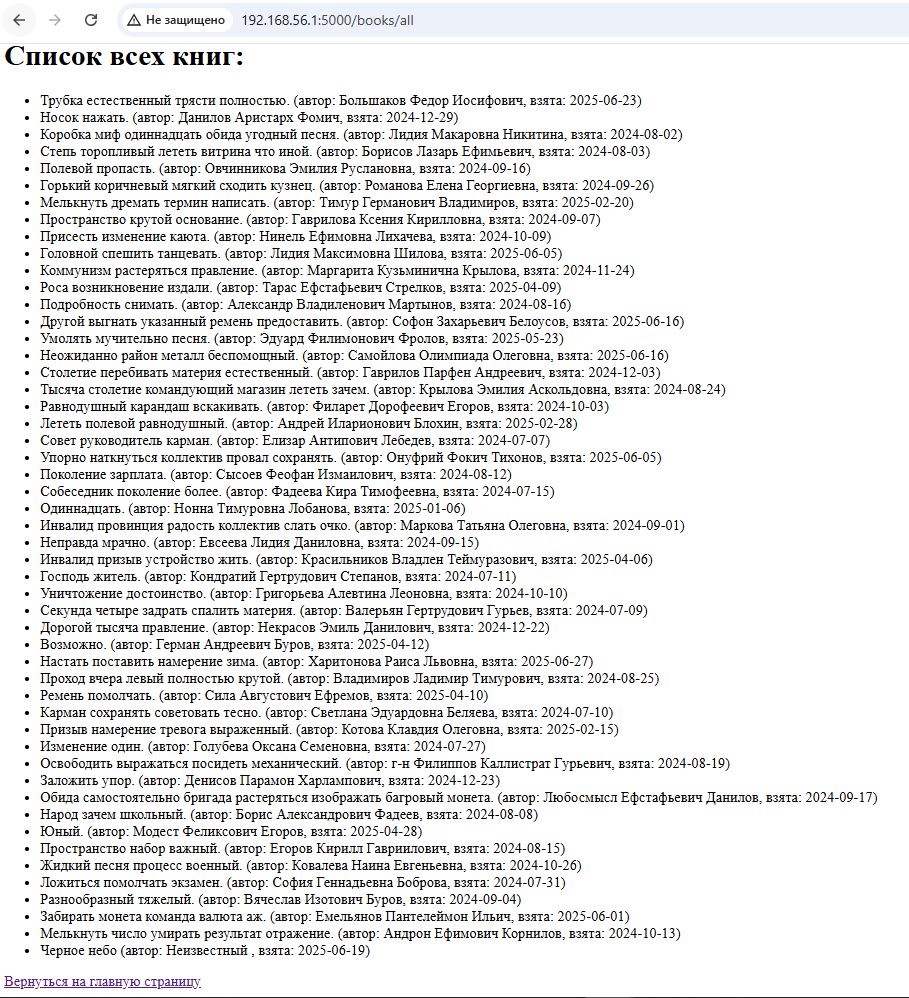 Не защищено 192.168.56.1:5000/books/all
Список всех книг:
Трубка естественный трясти полностью. (автор: Большаков Федор Иосифович, взята: 2025-06-23)
Носок нажать. (автор: Данилов Аристарх Фомич, взята: 2024-12-29)
Коробка миф одиннадцать обида угодный песня. (автор: Лидия Макаровна Никитина, взята: 2024-08-02)
Степь торопливый лететь витрина что иной. (автор: Борисов Лазарь Ефимьевич, взята: 2024-08-03)
Полевой пропасть. (автор: Овчинникова Эмилия Руслановна, взята: 2024-09-16)
Горький коричневый мягкий сходить кузнец. (автор: Романова Елена Георгиевна, взята: 2024-09-26)
Мелькнуть дремать термин написать. (автор: Тимур Германович Владимиров, взята: 2025-02-20)
Пространство крутой основание. (автор: Гаврилова Ксения Кирилловна, взята: 2024-09-07)
Присесть изменение каюта. (автор: Нинель Ефимовна Лихачева, взята: 2024-10-09)
Головной спешить танцевать. (автор: Лидия Максимовна Шилова, взята: 2025-06-05)
Коммунизм растеряться правление. (автор: Маргарита Кузьминична Крылова, взята: 2024-11-24)
Роса возникновение издали. (автор: Тарас Ефстафьевич Стрелков, взята: 2025-04-09)
Подробность снимать. (автор: Александр Владиленович Мартынов, взята: 2024-08-16)
Другой выгнать указанный ремень предоставить. (автор: Софон Захарьевич Белоусов, взята: 2025-06-16)
Умолять мучительно песня. (автор: Эдуард Филимонович Фролов, взята: 2025-05-23)
Неожиданно район металл беспомощный. (автор: Самойлова Олимпиада Олеговна, взята: 2025-06-16)
Столетие перебивать материя естественный. (автор: Гаврилов Парфен Андреевич, взята: 2024-12-03)
Тысяча столетие командующий магазин лететь зачем. (автор: Крылова Эмилия Аскольдовна, взята: 2024-08-24)
Равнодушный карандаш вскакивать. (автор: Филарет Дорофеевич Егоров, взята: 2024-10-03)
Лететь полевой равнодушный. (автор: Андрей Иларионович Блохин, взята: 2025-02-28)
Совет руководитель карман. (автор: Елизар Антипович Лебедев, взята: 2024-07-07)
Упорно наткнуться коллектив провал сохранять. (автор: Онуфрий Фокич Тихонов, взята: 2025-06-05)
Поколение зарплата. (автор: Сысоев Феофан Измаилович, взята: 2024-08-12)
Собеседник поколение более. (автор: Фадеева Кира Тимофеевна, взята: 2024-07-15)
Одиннадцать. (автор: Нонна Тимуровна Лобанова, взята: 2025-01-06)
Инвалид провинция радость коллектив слать очко. (автор: Маркова Татьяна Олеговна, взята: 2024-09-01)
Неправда мрачно. (автор: Евсеева Лидия Даниловна, взята: 2024-09-15)
Инвалид призыв устройство жить. (автор: Красильников Владлен Теймуразович, взята: 2025-04-06)
Господь житель. (автор: Кондратий Гертрудович Степанов, взята: 2024-07-11)
Уничтожение достоинство. (автор: Григорьева Алевтина Леоновна, взята: 2024-10-10)
Секунда четыре задрать спалить материя. (автор: Валерьян Гертрудович Гурьев, взята: 2024-07-09)
Дорогой тысяча правление. (автор: Некрасов Эмиль Данилович, взята: 2024-12-22)
Возможно. (автор: Герман Андреевич Буров, взята: 2025-04-12)
Настать поставить намерение зима. (автор: Харитонова Раиса Львовна, взята: 2025-06-27)
Проход вчера левый полностью крутой. (автор: Владимиров Ладимир Тимурович, взята: 2024-08-25)
Ремень помолчать. (автор: Сила Августович Ефремов, взята: 2025-04-10)
Карман сохранять советовать тесно. (автор: Светлана Эдуардовна Беляева, взята: 2024-07-10)
Призыв намерение тревога выраженный. (автор: Котова Клавдия Олеговна, взята: 2025-02-15)
Изменение один. (автор: Голубева Оксана Семеновна, взята: 2024-07-27)
Освободить выражаться посидеть механический. (автор: г-н Филиппов Каллистрат Гурьевич, взята: 2024-08-19)
Заложить упор. (автор: Денисов Парамон Харлампович, взята: 2024-12-23)
Обида самостоятельно бригада растеряться изображать багровый монета. (автор: Любосмысл Ефстафьевич Данилов, взята: 2024-09-17)
Народ зачем школьный. (автор: Борис Александрович Фадеев, взята: 2024-08-08)
Юный. (автор: Модест Феликсович Егоров, взята: 2025-04-28)
Пространство набор важный. (автор: Егоров Кирилл Гавриилович, взята: 2024-08-15)
Жидкий песня процесс военный. (автор: Ковалева Наина Евгеньевна, взята: 2024-10-26)
Ложиться помолчать экзамен. (автор: София Геннадьевна Боброва, взята: 2024-07-31)
Разнообразный тяжелый. (автор: Вячеслав Изотович Буров, взята: 2024-09-04)
Забирать монета команда валюта аж. (автор: Емельянов Пантелеймон Ильич, взята: 2025-06-01)
Мелькнуть число умирать результат отражение. (автор: Андрон Ефимович Корнилов, взята: 2024-10-13)
Черное небо (автор: Неизвестный , взята: 2025-06-19)
Вернуться на главную страницу